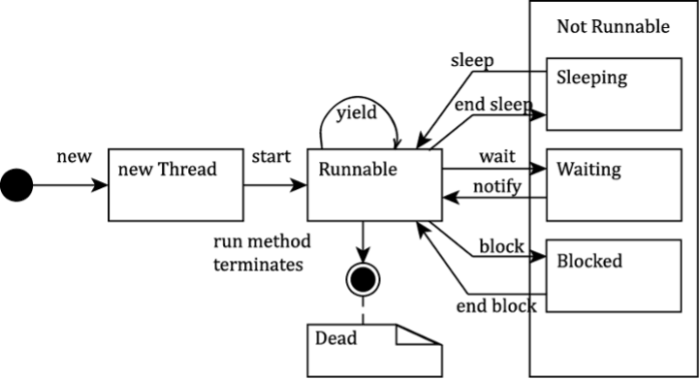 Not Runnable
sleep
Sleeping
end sleep
yield
new
new Thread
start
Runnable
wait
Waiting
notify
run method
terminates
block
Blocked
end block
Dead